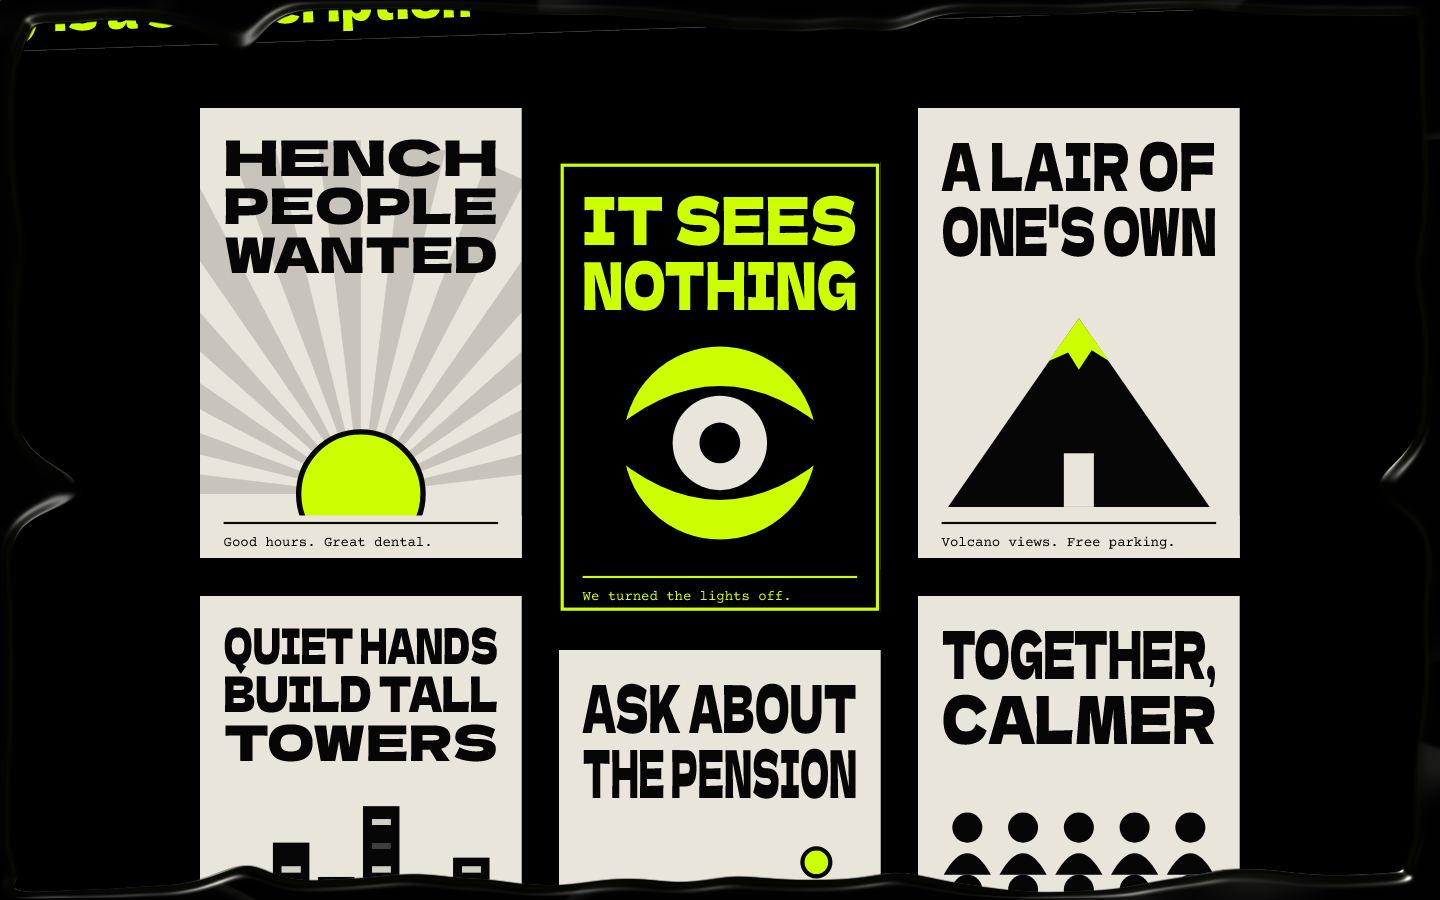 HENCH
PEOPLE
WANTED
Good hours. Great dental.
IT SEES
NOTHING
We turned the lights off.
A LAIR OF
ONE'S OWN
Volcano views. Free parking.
QUIET HANDS
BUILD TALL
TOWERS
ASK ABOUT
THE PENSION
TOGETHER,
CALMER